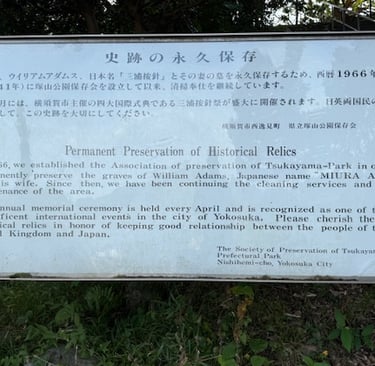 史跡の永久保存
、ウイリアムアダムス、日本名「三浦按針」とその妻の墓を永久保存するため、西暦1966年
41年)に塚山公園保存会を設立して以来、清掃奉仕を継続しています。
月には、横須賀市主催の四大国際式典である三浦按針祭が盛大に開催されます。日英両国民の
して、この史跡を大切にしてください。
横須賀市西逸見町 県立塚山公園保存会
Permanent Preservation of Historical Relics
66, we established the Association of preservation of Tsukayama-Park in o
nently preserve the graves of William Adams, Japanese name "MIURA A
is wife. Since then, we have been continuing the cleaning services and
enance of the area.
nnual memorial ceremony is held every April and is recognized as one of t
ficent international events in the city of Yokosuka. Please cherish the
ical relics in honor of keeping good relationship between the people of t
d Kingdom and Japan.
The Society of Preservation of Tsukaya
Prefectural Park
Nishihemi-cho, Yokosuka City